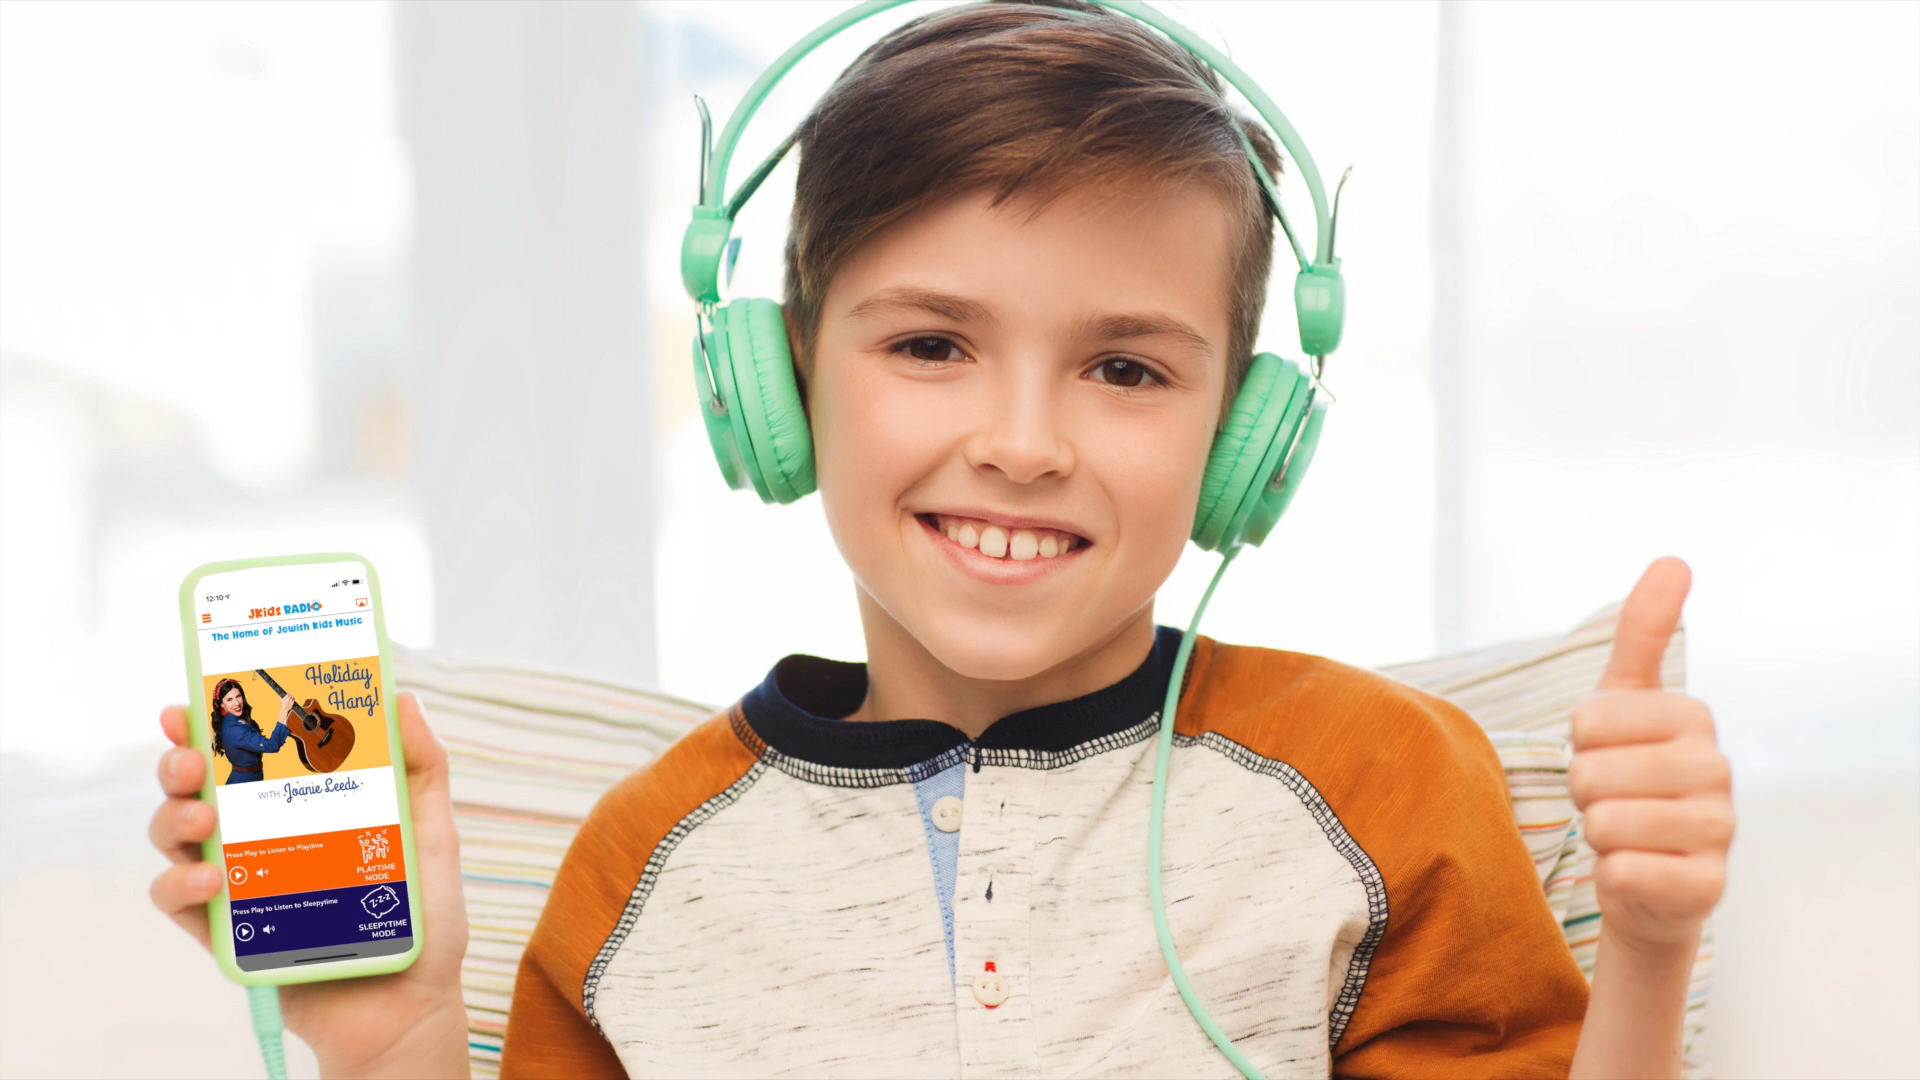 12:10
JKids RADIO
The Home of Jewish Kids Music
Holiday
Hang!
WITH Joanie Leeds
Press Play to Listen to Playtime
PLAYTIME
MODE
Press Play to Listen to Sleepytime
Z-Z-Z
SLEEPYTIME
MODE